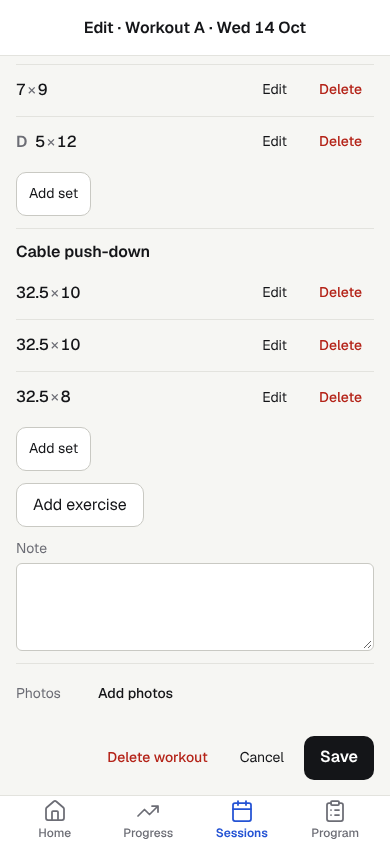 Edit · Workout A · Wed 14 Oct
7×9 Edit Delete
D 5×12 Edit Delete
Add set
Cable push-down
32.5×10 Edit Delete
32.5×10 Edit Delete
32.5×8 Edit Delete
Add set
Add exercise
Note
Photos Add photos
Delete workout Cancel Save
Home Progress Sessions Program